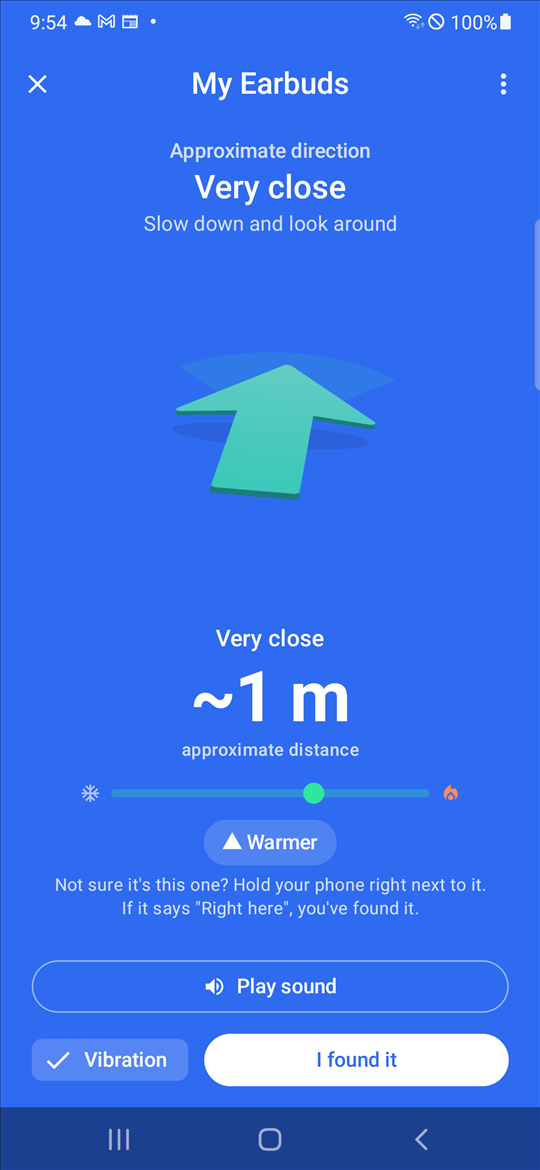 9:54
100%
My Earbuds
Approximate direction
Very close
Slow down and look around
Very close
~1 m
approximate distance
Warmer
Not sure it's this one? Hold your phone right next to it.
If it says "Right here", you've found it.
Play sound
Vibration
I found it